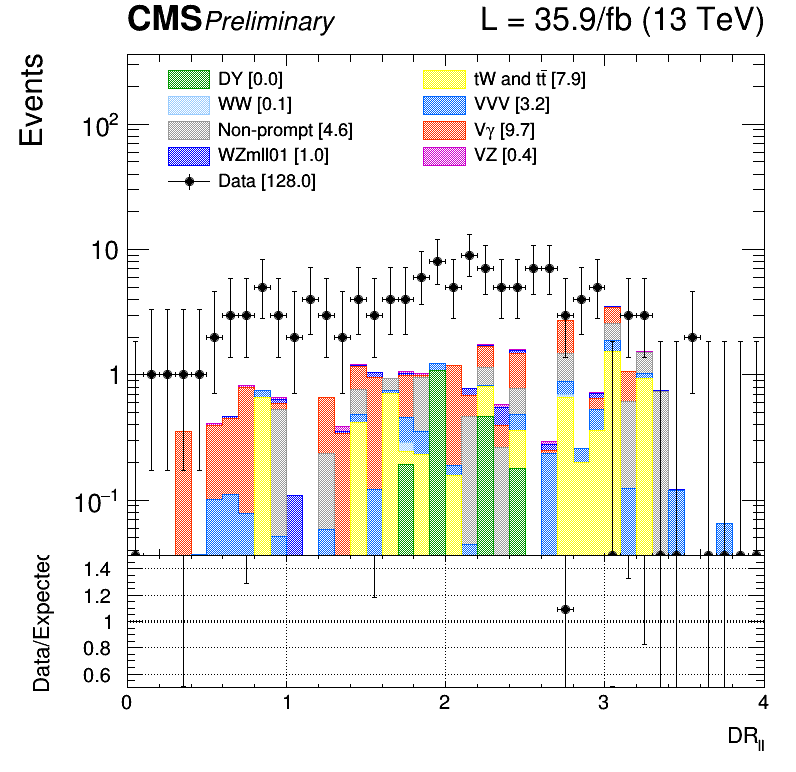 CMS Preliminary L = 35.9/fb (13 TeV)
Events
DY [0.0] tW and tt̄ [7.9]
WW [0.1] VVV [3.2]
Non-prompt [4.6] Vγ [9.7]
WZmll01 [1.0] VZ [0.4]
Data [128.0]
10²
10
1
10⁻¹
Data/Expected
1.4
1.2
1
0.8
0.6
0 1 2 3 4
DR_ll